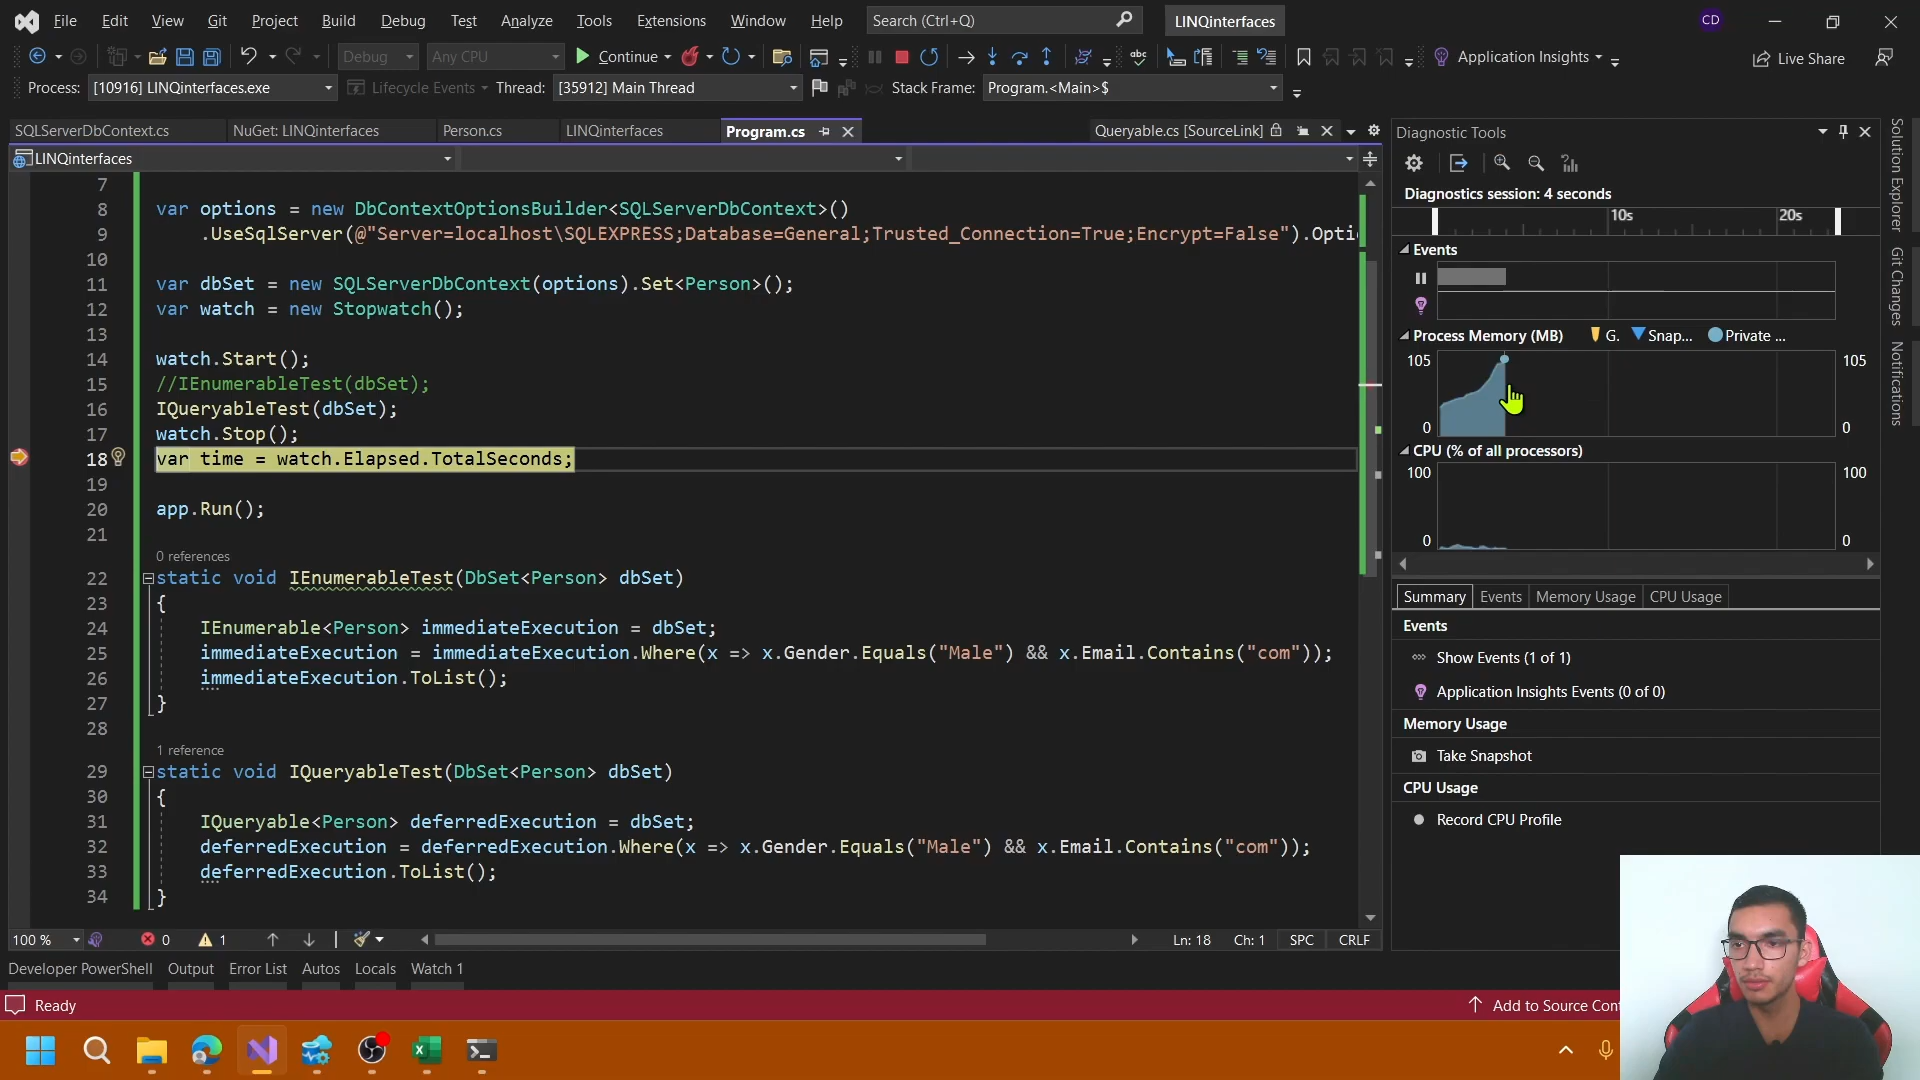 File Edit View Git Project Build Debug Test Analyze Tools Extensions Window Help Search (Ctrl+Q) LINQinterfaces CD
Debug Any CPU Continue Application Insights Live Share
Process: [10916] LINQinterfaces.exe Lifecycle Events Thread: [35912] Main Thread Stack Frame: Program.<Main>$
SQLServerDbContext.cs NuGet: LINQinterfaces Person.cs LINQinterfaces Program.cs Queryable.cs [SourceLink]
LINQinterfaces
7
8 var options = new DbContextOptionsBuilder<SQLServerDbContext>()
9 .UseSqlServer(@"Server=localhost\SQLEXPRESS;Database=General;Trusted_Connection=True;Encrypt=False").Opti
10
11 var dbSet = new SQLServerDbContext(options).Set<Person>();
12 var watch = new Stopwatch();
13
14 watch.Start();
15 //IEnumerableTest(dbSet);
16 IQueryableTest(dbSet);
17 watch.Stop();
18 var time = watch.Elapsed.TotalSeconds;
19
20 app.Run();
21
0 references
22 static void IEnumerableTest(DbSet<Person> dbSet)
23 {
24 IEnumerable<Person> immediateExecution = dbSet;
25 immediateExecution = immediateExecution.Where(x => x.Gender.Equals("Male") && x.Email.Contains("com"));
26 immediateExecution.ToList();
27 }
28
1 reference
29 static void IQueryableTest(DbSet<Person> dbSet)
30 {
31 IQueryable<Person> deferredExecution = dbSet;
32 deferredExecution = deferredExecution.Where(x => x.Gender.Equals("Male") && x.Email.Contains("com"));
33 deferredExecution.ToList();
34 }
100 % 0 1 Ln: 18 Ch: 1 SPC CRLF
Developer PowerShell Output Error List Autos Locals Watch 1
Ready Add to Source Cont
Diagnostic Tools
Diagnostics session: 4 seconds
10s 20s
Events
Process Memory (MB) G. Snap... Private ...
105 105
0 0
CPU (% of all processors)
100 100
0 0
Summary Events Memory Usage CPU Usage
Events
Show Events (1 of 1)
Application Insights Events (0 of 0)
Memory Usage
Take Snapshot
CPU Usage
Record CPU Profile
Solution Explorer
Git Changes
Notifications